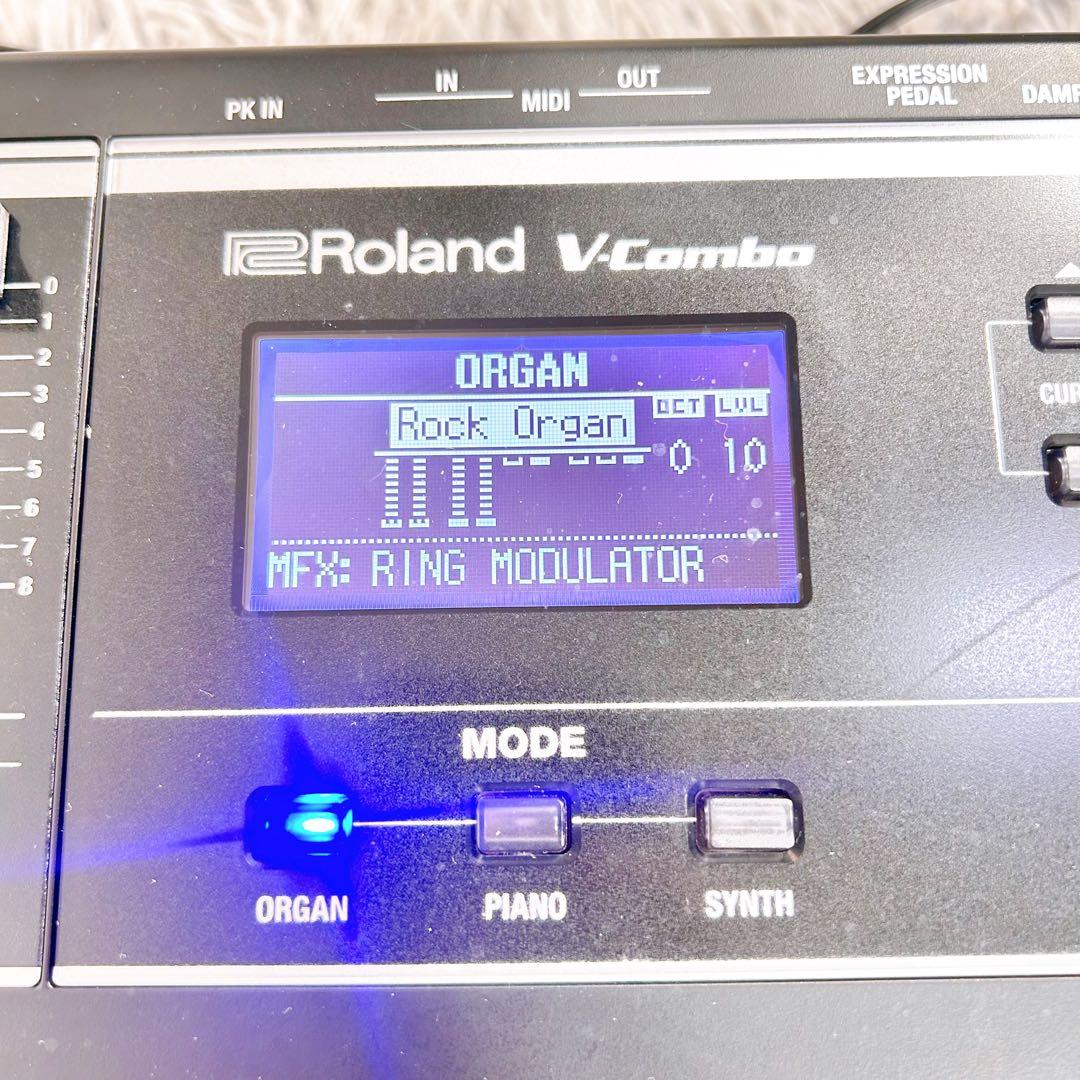 PK IN
IN
MIDI
OUT
EXPRESSION
PEDAL
Roland V-Combo
0
1
2
3
4
5
6
7
8
ORGAN
Rock Organ
OCT LVL
0 10
MFX: RING MODULATOR
MODE
ORGAN
PIANO
SYNTH